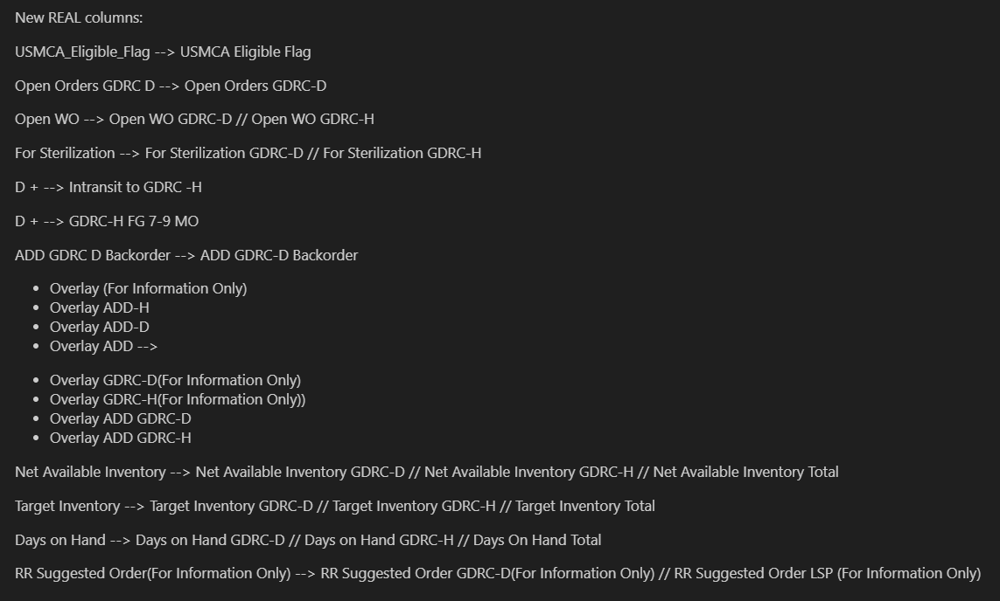 New REAL columns:
USMCA_Eligible_Flag --> USMCA Eligible Flag
Open Orders GDRC D --> Open Orders GDRC-D
Open WO --> Open WO GDRC-D // Open WO GDRC-H
For Sterilization --> For Sterilization GDRC-D // For Sterilization GDRC-H
D + --> Intransit to GDRC -H
D + --> GDRC-H FG 7-9 MO
ADD GDRC D Backorder --> ADD GDRC-D Backorder
• Overlay (For Information Only)
• Overlay ADD-H
• Overlay ADD-D
• Overlay ADD -->
• Overlay GDRC-D(For Information Only)
• Overlay GDRC-H(For Information Only))
• Overlay ADD GDRC-D
• Overlay ADD GDRC-H
Net Available Inventory --> Net Available Inventory GDRC-D // Net Available Inventory GDRC-H // Net Available Inventory Total
Target Inventory --> Target Inventory GDRC-D // Target Inventory GDRC-H // Target Inventory Total
Days on Hand --> Days on Hand GDRC-D // Days on Hand GDRC-H // Days On Hand Total
RR Suggested Order(For Information Only) --> RR Suggested Order GDRC-D(For Information Only) // RR Suggested Order LSP (For Information Only)